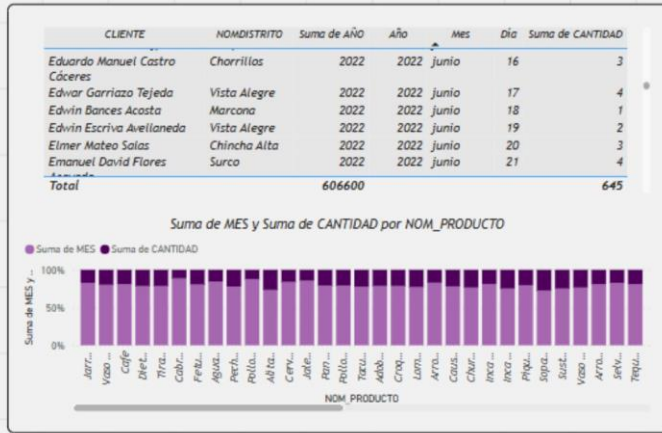 CLIENTE NOMDISTRITO Suma de AÑO Año Mes Día Suma de CANTIDAD
Eduardo Manuel Castro Chorrillos 2022 2022 junio 16 3
Cáceres
Edwar Garriazo Tejeda Vista Alegre 2022 2022 junio 17 4
Edwin Bances Acosta Marcona 2022 2022 junio 18 1
Edwin Escriva Avellaneda Vista Alegre 2022 2022 junio 19 2
Elmer Mateo Salas Chincha Alta 2022 2022 junio 20 3
Emanuel David Flores Surco 2022 2022 junio 21 4
Total 606600 645
Suma de MES y Suma de CANTIDAD por NOM_PRODUCTO
Suma de MES Suma de CANTIDAD
Suma de MES y ...
100%
50%
0%
Jarr... Vaso ... Cafe Diet... Tira... Cabr... Fetu... Agua... Pech... Pollo... Alita... Cerv... Jale... Pan ... Pollo... Tacu... Adob... Croq... Lom... Arro... Caus... Chur... Inca ... Inca ... Piqu... Sopa... Sust... Vaso ... Arro... Selv... Tequ...
NOM_PRODUCTO